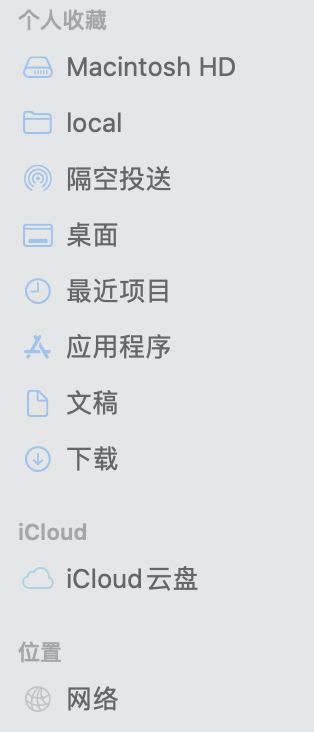 个人收藏
Macintosh HD
local
隔空投送
桌面
最近项目
应用程序
文稿
下载
iCloud
iCloud云盘
位置
网络